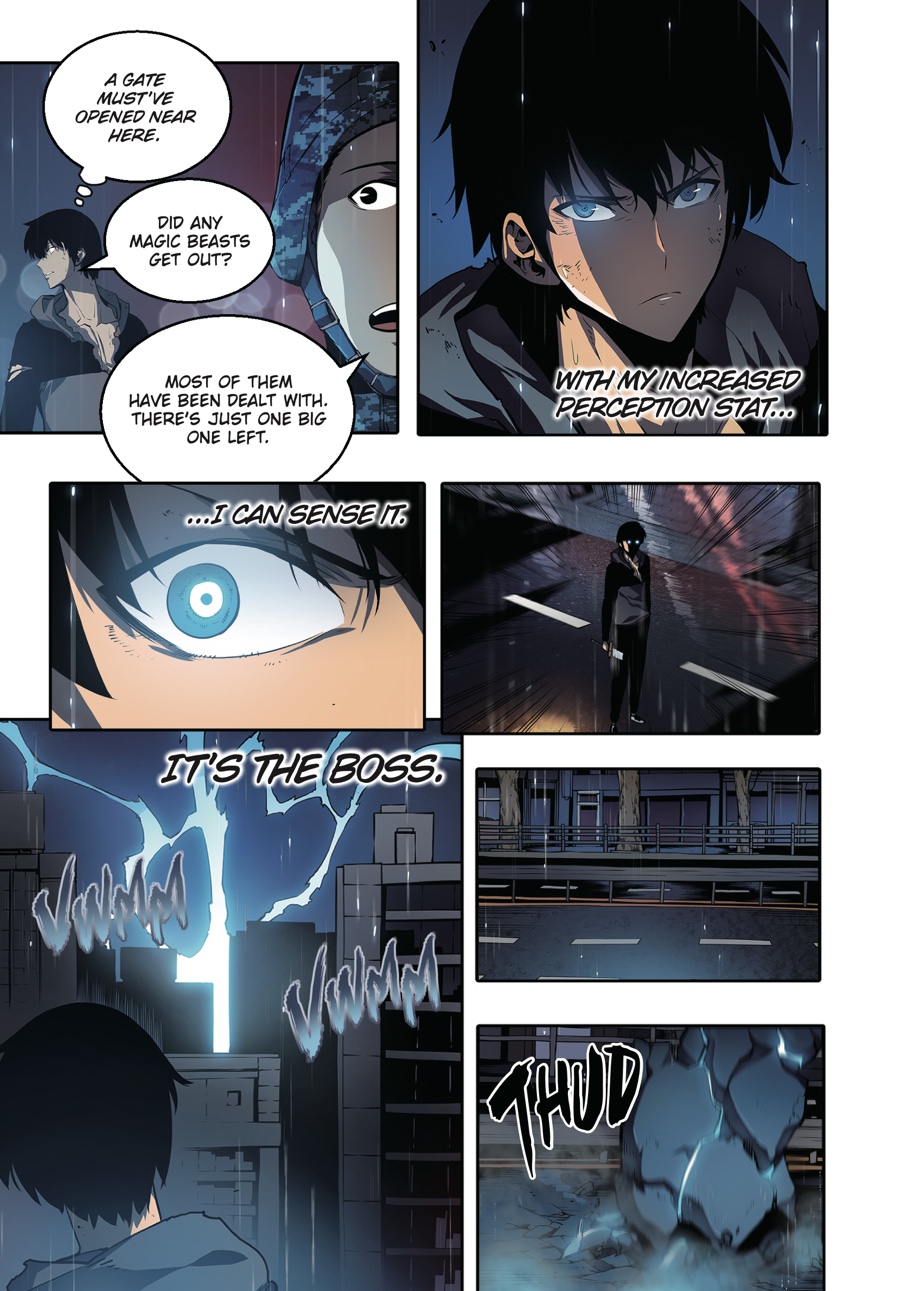 A GATE
MUST'VE
OPENED NEAR
HERE.
DID ANY
MAGIC BEASTS
GET OUT?
MOST OF THEM
HAVE BEEN DEALT WITH.
THERE'S JUST ONE BIG
ONE LEFT.
WITH MY INCREASED
PERCEPTION STAT...
...I CAN SENSE IT.
IT'S THE BOSS.
VWMM
VWMM
THUD